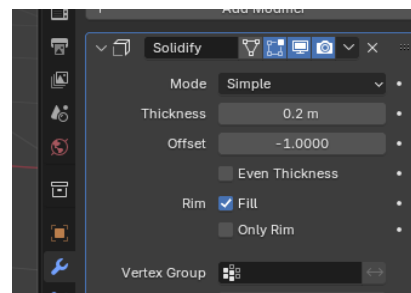 Add Modifier
Solidify
Mode Simple
Thickness 0.2 m
Offset -1.0000
Even Thickness
Rim Fill
Only Rim
Vertex Group